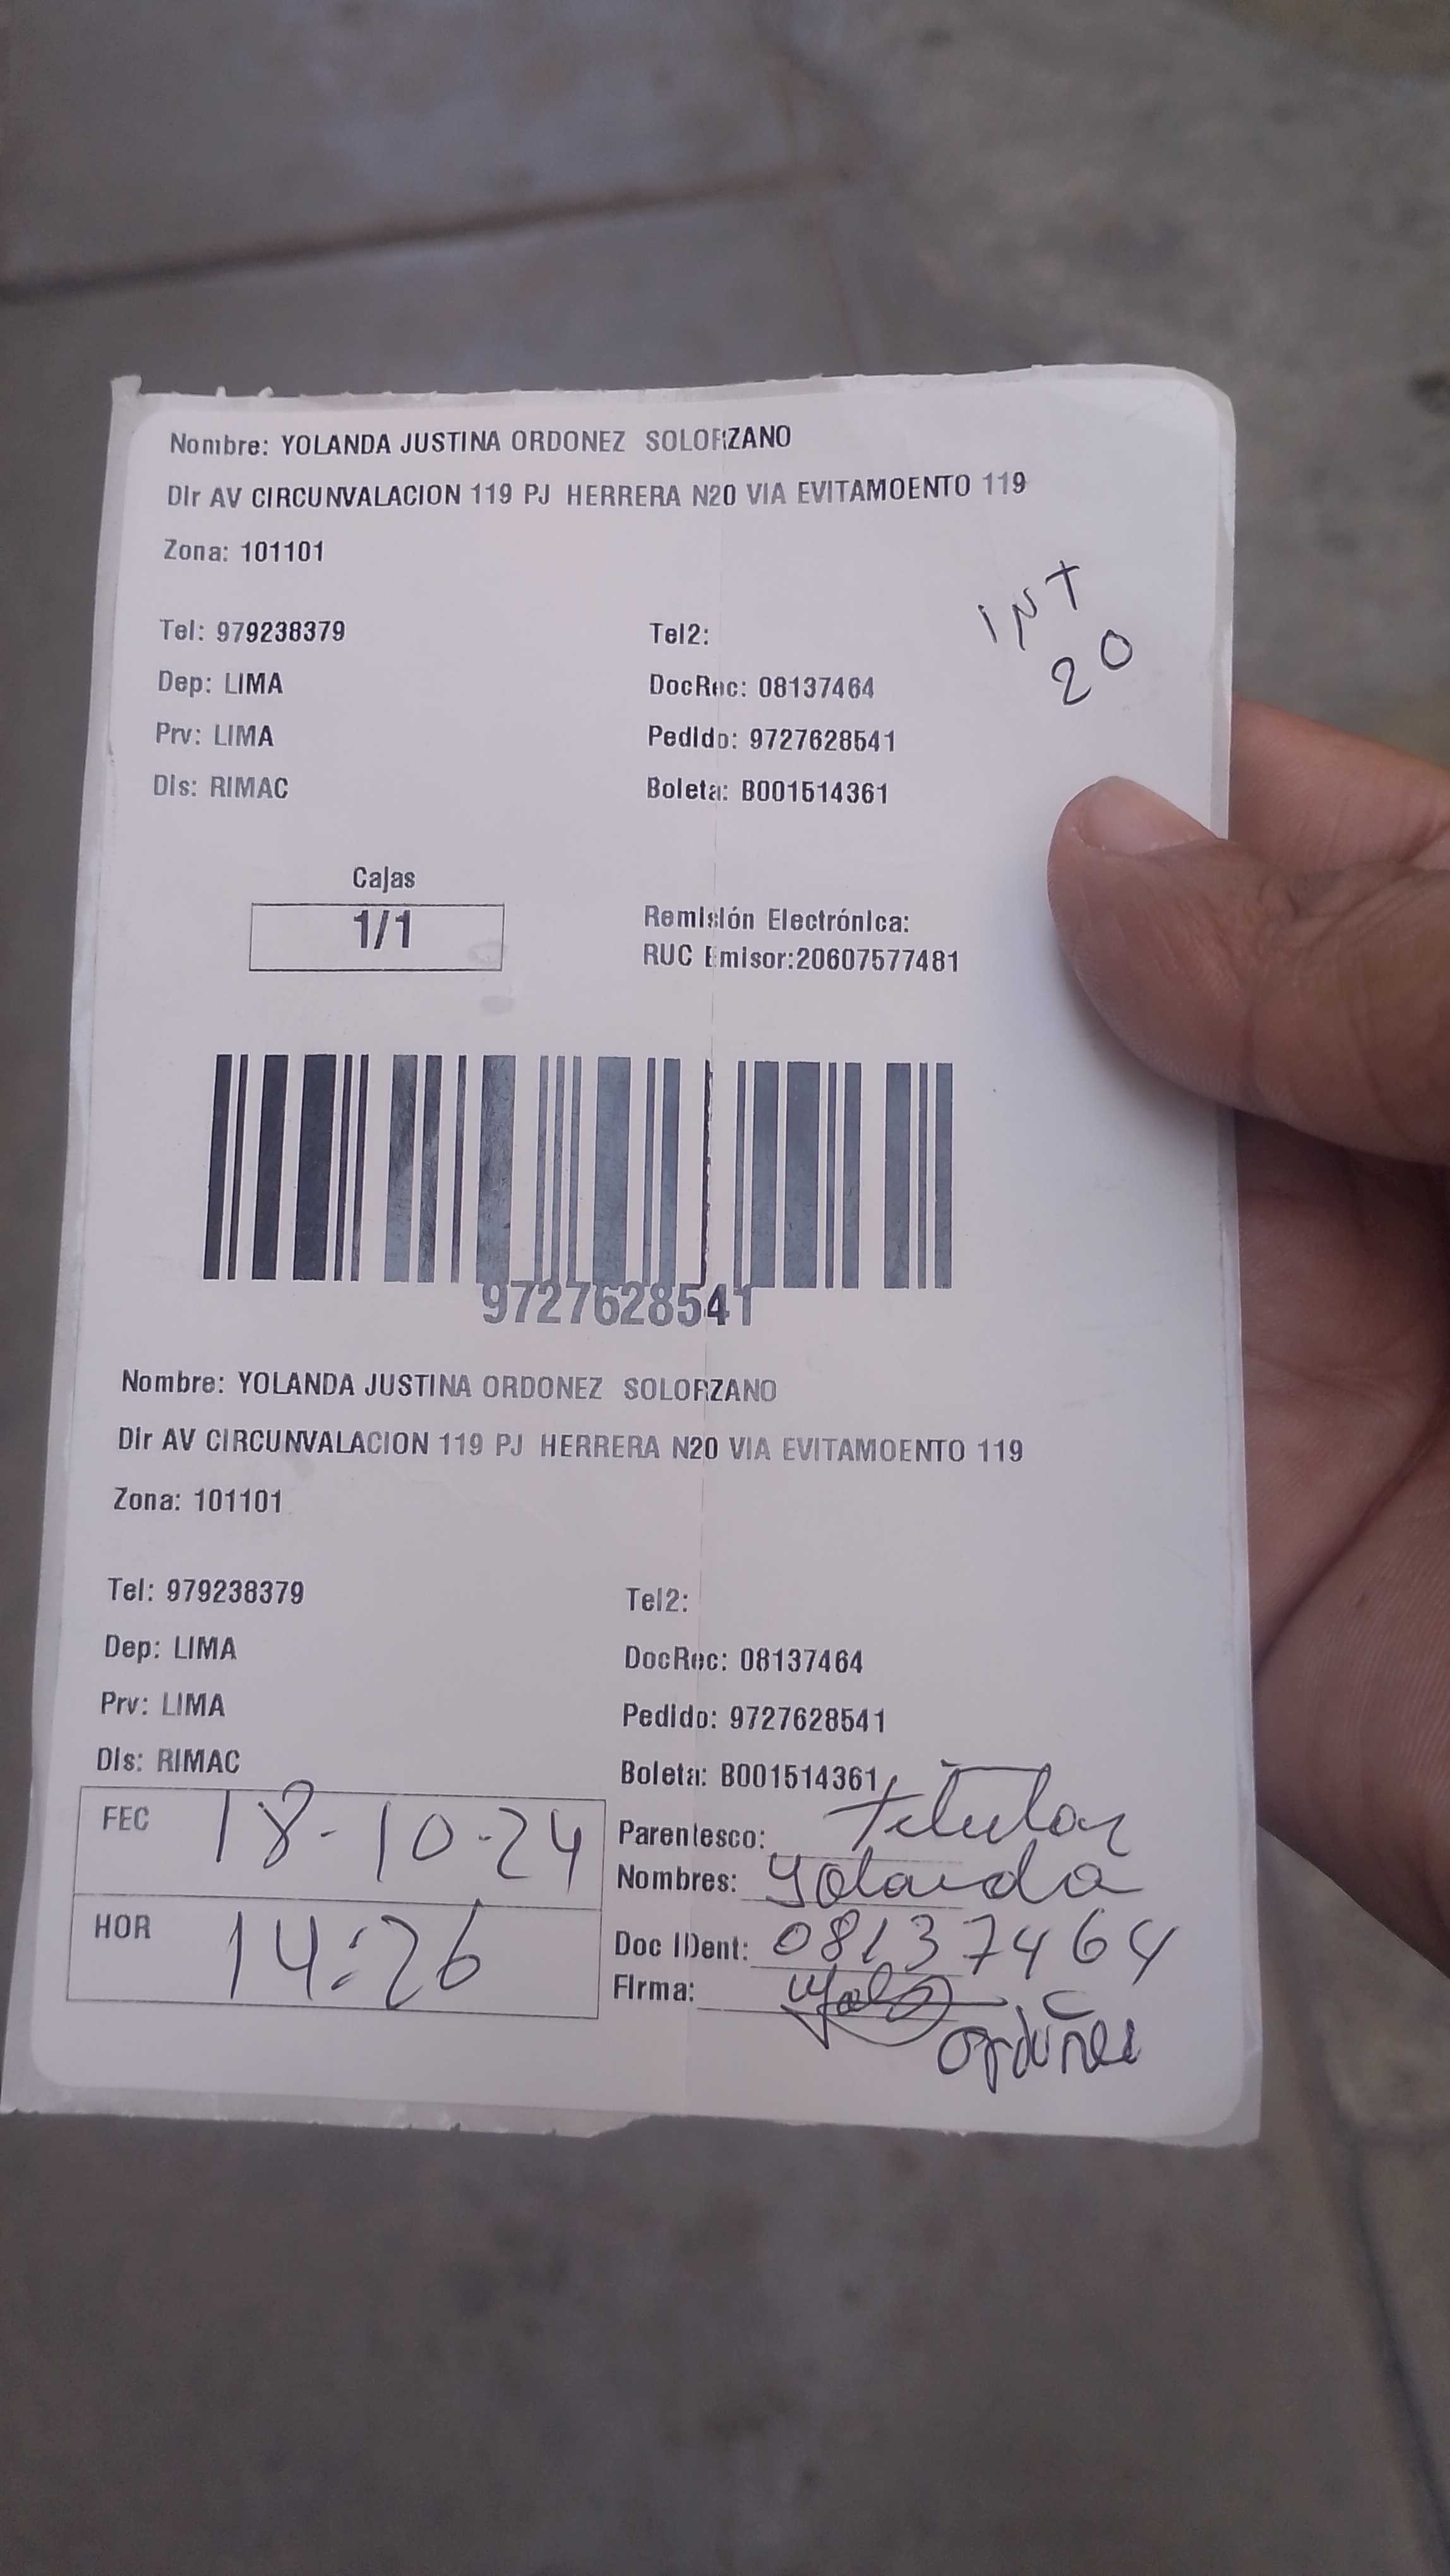 Nombre: YOLANDA JUSTINA ORDONEZ SOLORZANO
Dir AV CIRCUNVALACION 119 PJ HERRERA N20 VIA EVITAMOENTO 119
Zona: 101101
INT
20
Tel: 979238379 Tel2:
Dep: LIMA DocRec: 08137464
Prv: LIMA Pedido: 9727628541
Dis: RIMAC Boleta: B001514361
Cajas
1/1
Remisión Electrónica:
RUC Emisor:20607577481
9727628541
Nombre: YOLANDA JUSTINA ORDONEZ SOLORZANO
Dir AV CIRCUNVALACION 119 PJ HERRERA N20 VIA EVITAMOENTO 119
Zona: 101101
Tel: 979238379 Tel2:
Dep: LIMA DocRec: 08137464
Prv: LIMA Pedido: 9727628541
Dis: RIMAC Boleta: B001514361
FEC 18-10-24
HOR 14:26
Parentesco: titular
Nombres: Yolanda
Doc IDent: 08137464
Firma:
Orduñez